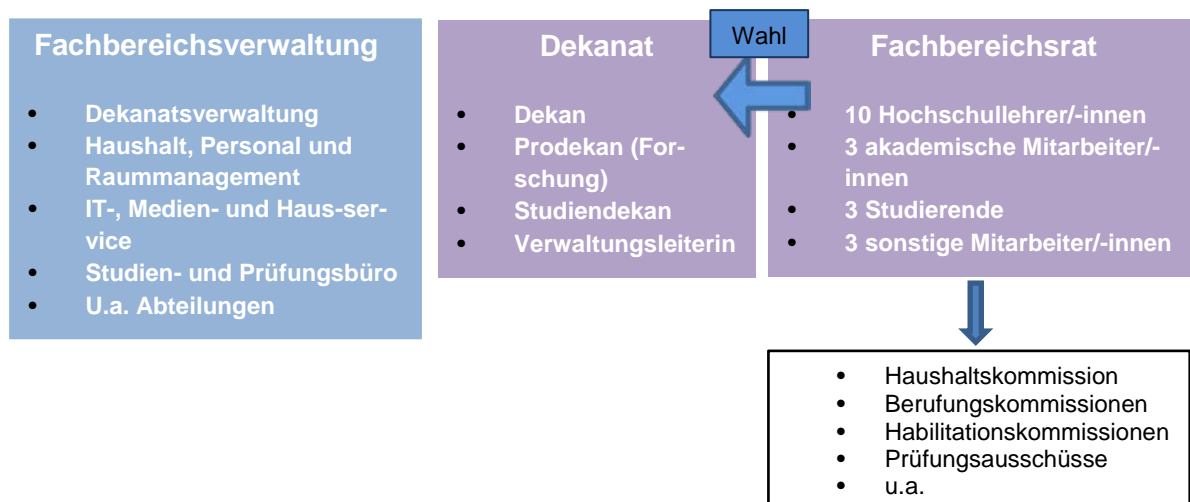 Fachbereichsverwaltung
• Dekanatsverwaltung
• Haushalt, Personal und
Raummanagement
• IT-, Medien- und Haus-ser-
vice
• Studien- und Prüfungsbüro
• U.a. Abteilungen
Dekanat
• Dekan
• Prodekan (For-
schung)
• Studiendekan
• Verwaltungsleiterin
Wahl
Fachbereichsrat
• 10 Hochschullehrer/-innen
• 3 akademische Mitarbeiter/-
innen
• 3 Studierende
• 3 sonstige Mitarbeiter/-innen
• Haushaltskommission
• Berufungskommissionen
• Habilitationskommissionen
• Prüfungsausschüsse
• u.a.